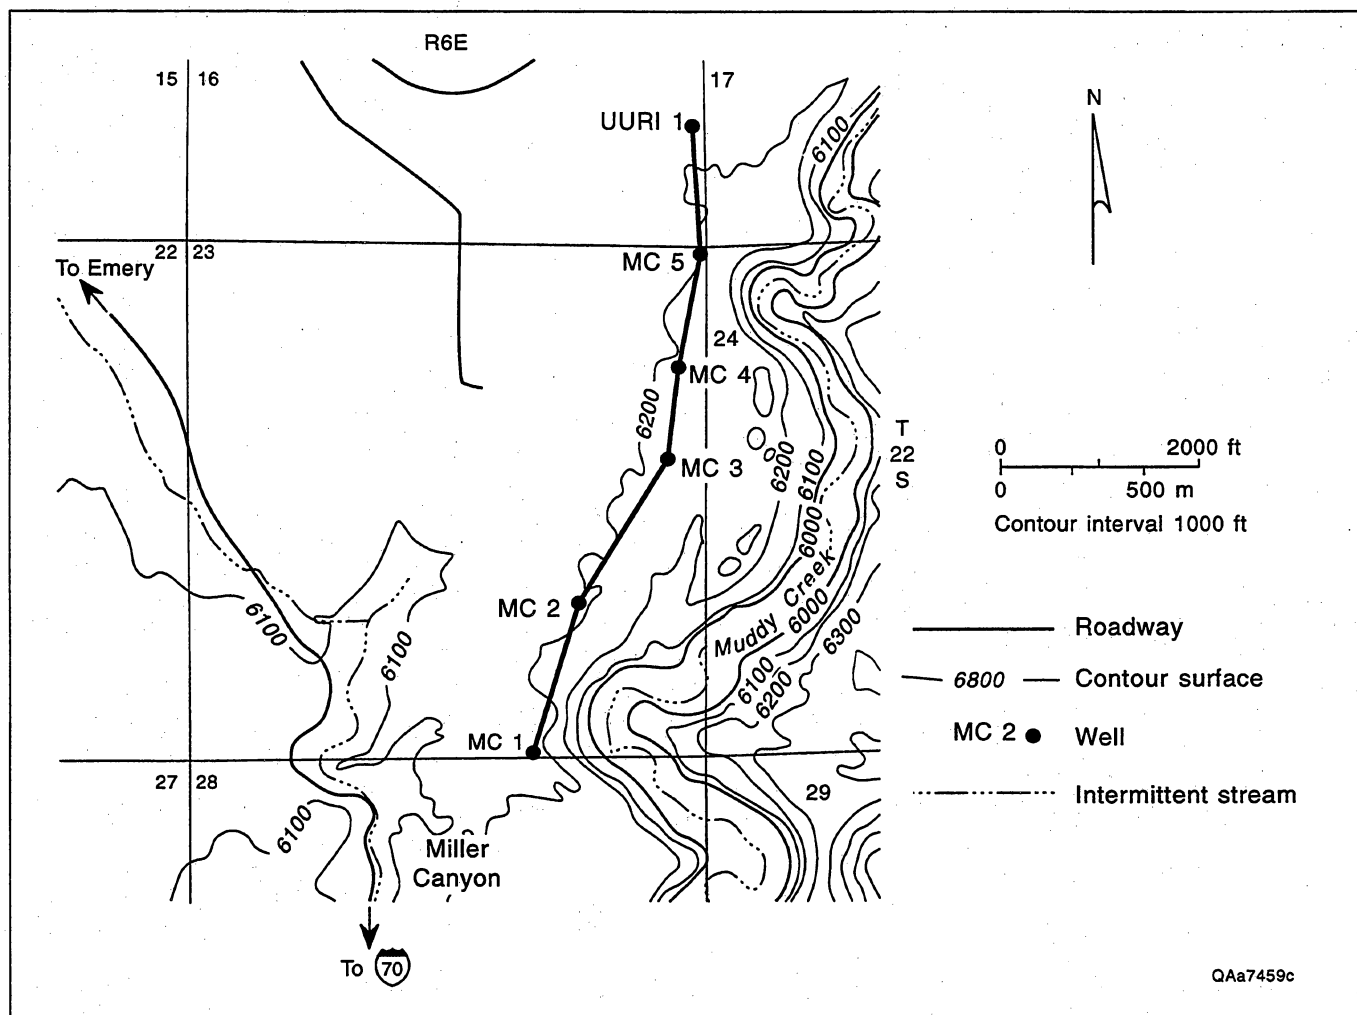 R6E
15 16
17
UURI 1
6100
N
22 23
To Emery
MC 5
24
MC 4
6200
MC 3
6200
6100
6000
T
22
S
0 2000 ft
0 500 m
Contour interval 1000 ft
MC 2
Muddy Creek
6000
6300
6100
6200
6100
6100
Roadway
6800 Contour surface
MC 2 Well
Intermittent stream
MC 1
27 28
29
6100
Miller
Canyon
To 70
QAa7459c